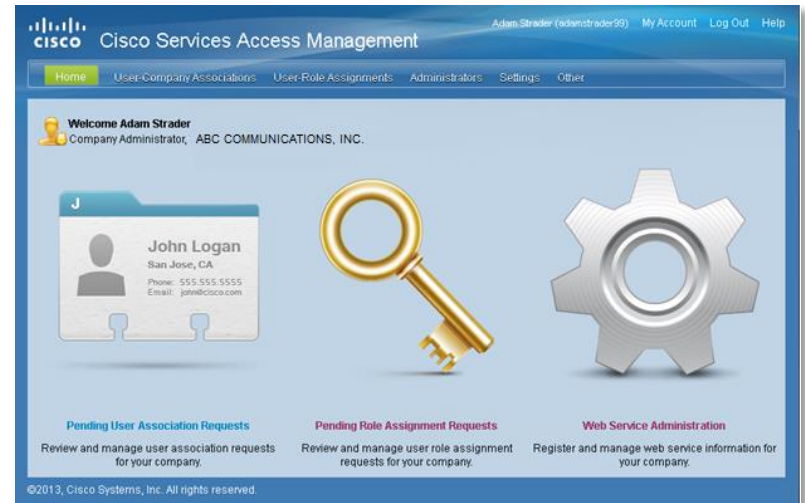 Adam Strader (adamstrader99) My Account Log Out Help
CISCO Cisco Services Access Management
Home User-Company Associations User-Role Assignments Administrators Settings Other
Welcome Adam Strader
Company Administrator, ABC COMMUNICATIONS, INC.
J
John Logan
San Jose, CA
Phone: 555.555.5555
Email: john@cisco.com
Pending User Association Requests
Review and manage user association requests
for your company.
Pending Role Assignment Requests
Review and manage user role assignment
requests for your company.
Web Service Administration
Register and manage web service information for
your company.
©2013, Cisco Systems, Inc. All rights reserved.